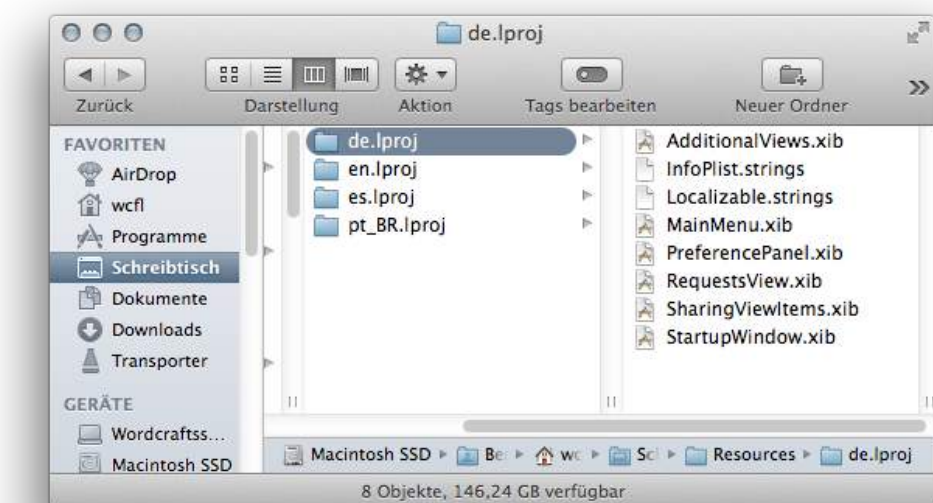 de.lproj
Zurück
Darstellung
Aktion
Tags bearbeiten
Neuer Ordner
FAVORITEN
AirDrop
wcfl
Programme
Schreibtisch
Dokumente
Downloads
Transporter
GERÄTE
Wordcraftss...
Macintosh SSD
de.lproj
en.lproj
es.lproj
pt_BR.lproj
AdditionalViews.xib
InfoPlist.strings
Localizable.strings
MainMenu.xib
PreferencePanel.xib
RequestsView.xib
SharingViewItems.xib
StartupWindow.xib
Macintosh SSD ▸ Be ▸ wc ▸ Sc ▸ Resources ▸ de.lproj
8 Objekte, 146,24 GB verfügbar